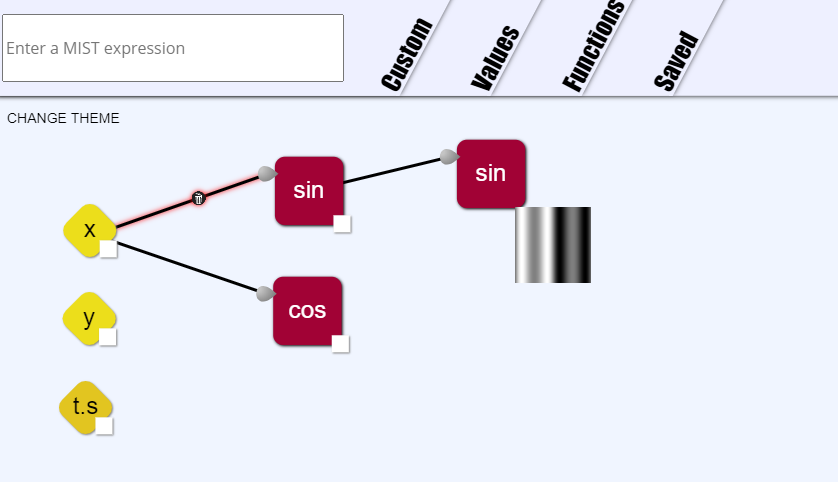 Enter a MIST expression
Custom
Values
Functions
Saved
CHANGE THEME
sin
sin
x
cos
y
t.s